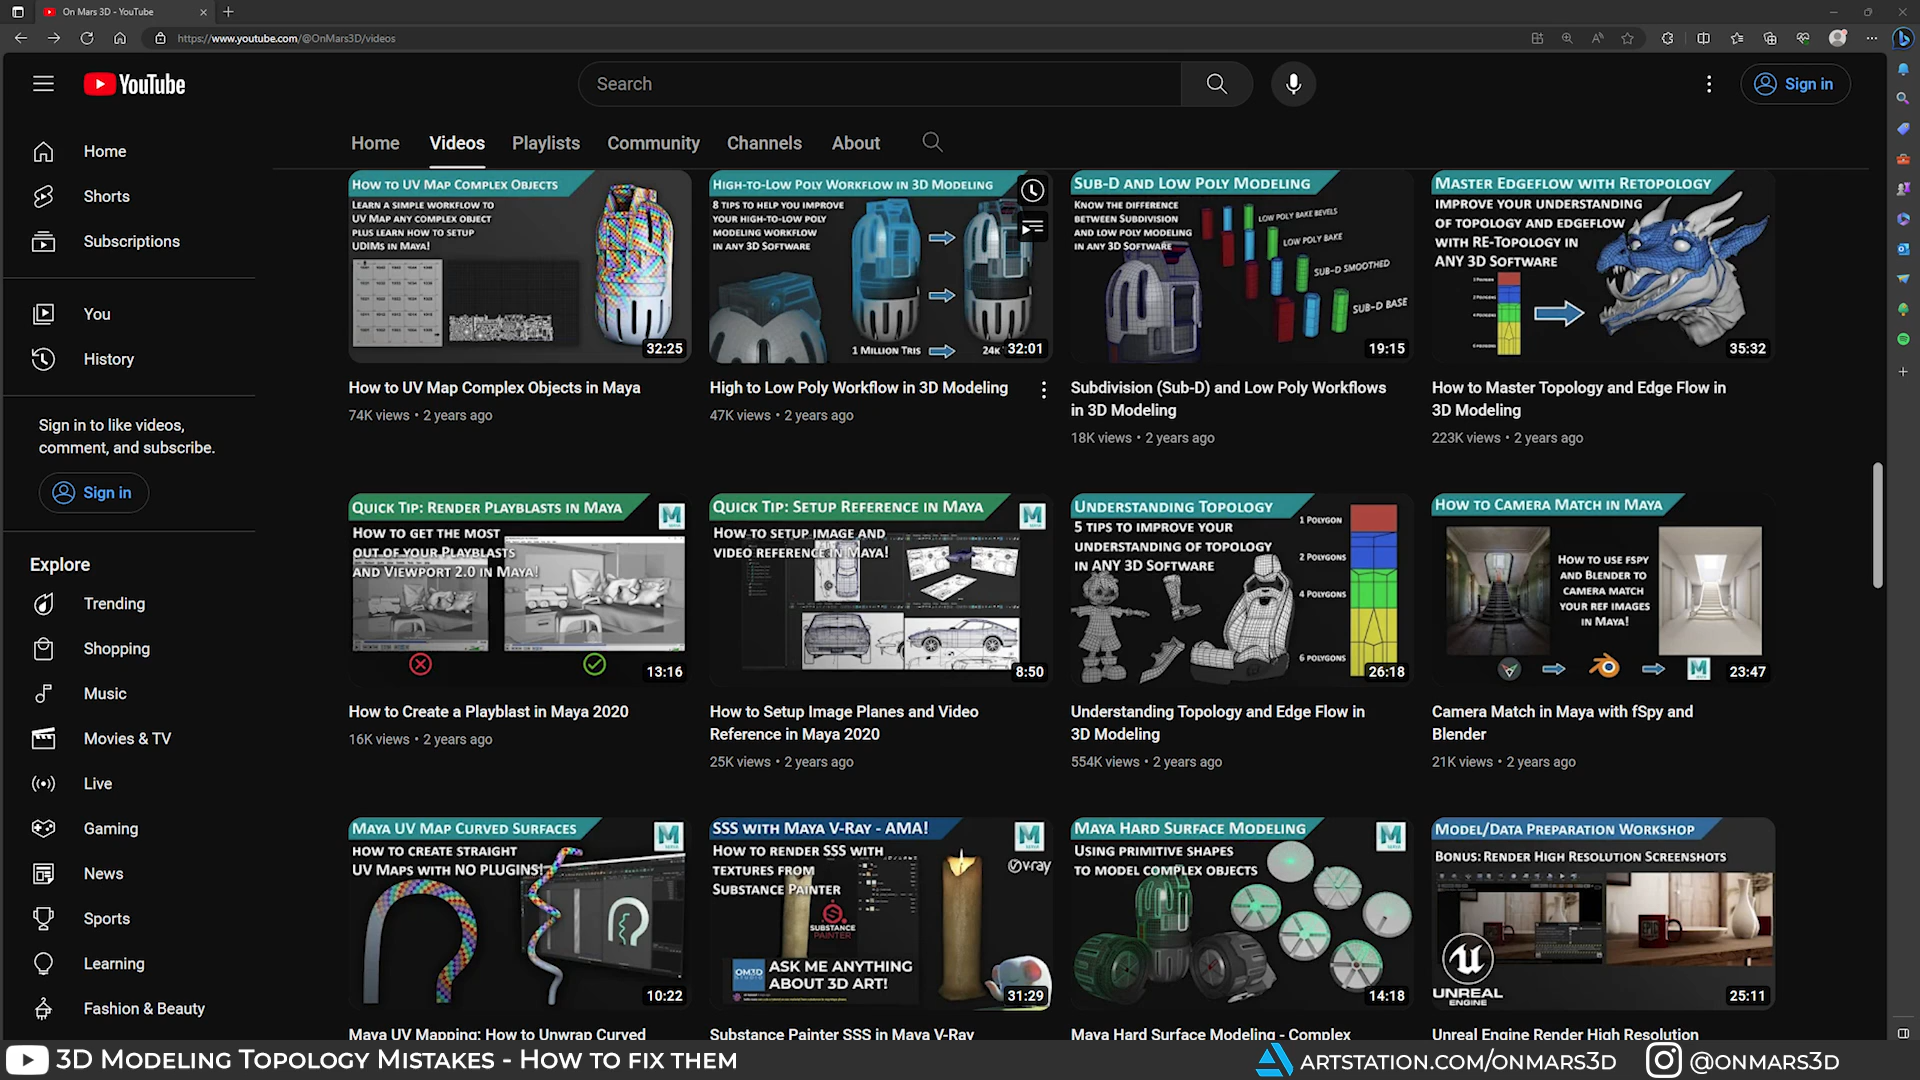 On Mars 3D - YouTube
https://www.youtube.com/@OnMars3D/videos
YouTube
Search
Sign in
Home
Videos
Playlists
Community
Channels
About
Home
Shorts
Subscriptions
You
History
Sign in to like videos,
comment, and subscribe.
Sign in
Explore
Trending
Shopping
Music
Movies & TV
Live
Gaming
News
Sports
Learning
Fashion & Beauty
How to UV Map Complex Objects
Learn a simple workflow to
UV Map any complex object
plus learn how to setup
UDIMs in Maya!
32:25
How to UV Map Complex Objects in Maya
74K views • 2 years ago
High-to-Low Poly Workflow in 3D Modeling
8 tips to help you improve
your high-to-low poly
modeling workflow
in any 3D Software
1 Million Tris
24K
32:01
High to Low Poly Workflow in 3D Modeling
47K views • 2 years ago
Sub-D and Low Poly Modeling
Know the difference
between Subdivision
and Low Poly modeling
in any 3D Software
Low Poly Bake Bevels
Low Poly Bake
Sub-D Smoothed
Sub-D Base
19:15
Subdivision (Sub-D) and Low Poly Workflows
in 3D Modeling
18K views • 2 years ago
Master Edgeflow with Retopology
Improve your understanding
of topology and edgeflow
with RE-Topology in
ANY 3D Software
35:32
How to Master Topology and Edge Flow in
3D Modeling
223K views • 2 years ago
Quick Tip: Render Playblasts in Maya
How to get the most
out of your Playblasts
and Viewport 2.0 in Maya!
13:16
How to Create a Playblast in Maya 2020
16K views • 2 years ago
Quick Tip: Setup Reference in Maya
How to setup image and
video reference in Maya!
8:50
How to Setup Image Planes and Video
Reference in Maya 2020
25K views • 2 years ago
Understanding Topology
5 tips to improve your
understanding of topology
in ANY 3D Software
1 Polygon
2 Polygons
4 Polygons
6 Polygons
26:18
Understanding Topology and Edge Flow in
3D Modeling
554K views • 2 years ago
How to Camera Match in Maya
How to use fSpy
and Blender to
camera match
your ref images
in Maya!
23:47
Camera Match in Maya with fSpy and
Blender
21K views • 2 years ago
Maya UV Map Curved Surfaces
How to create straight
UV Maps with NO PLUGINS!
10:22
Maya UV Mapping: How to Unwrap Curved
SSS with Maya V-Ray - AMA!
How to render SSS with
textures from
Substance Painter
v-ray
SUBSTANCE
PAINTER
OM3D
STUDIO
ASK ME ANYTHING
ABOUT 3D ART!
31:29
Substance Painter SSS in Maya V-Ray
Maya Hard Surface Modeling
Using primitive shapes
to model complex objects
14:18
Maya Hard Surface Modeling - Complex
Model/Data Preparation Workshop
Bonus: Render High Resolution Screenshots
UNREAL
ENGINE
25:11
Unreal Engine Render High Resolution
3D Modeling Topology Mistakes - How to fix them
artstation.com/onmars3d
@onmars3d